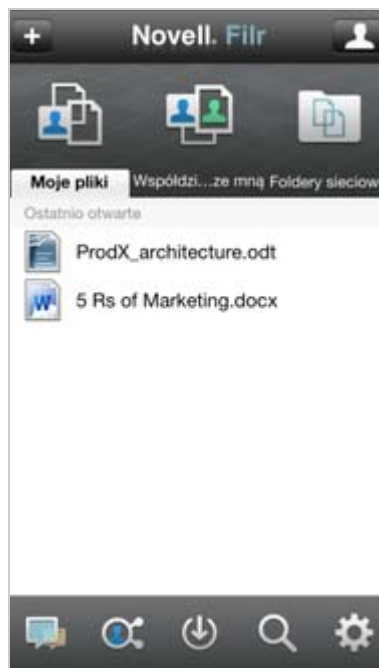 Novell. Filr
Moje pliki Współdzi...ze mną Foldery sieciow
Ostatnio otwarte
ProdX_architecture.odt
5 Rs of Marketing.docx